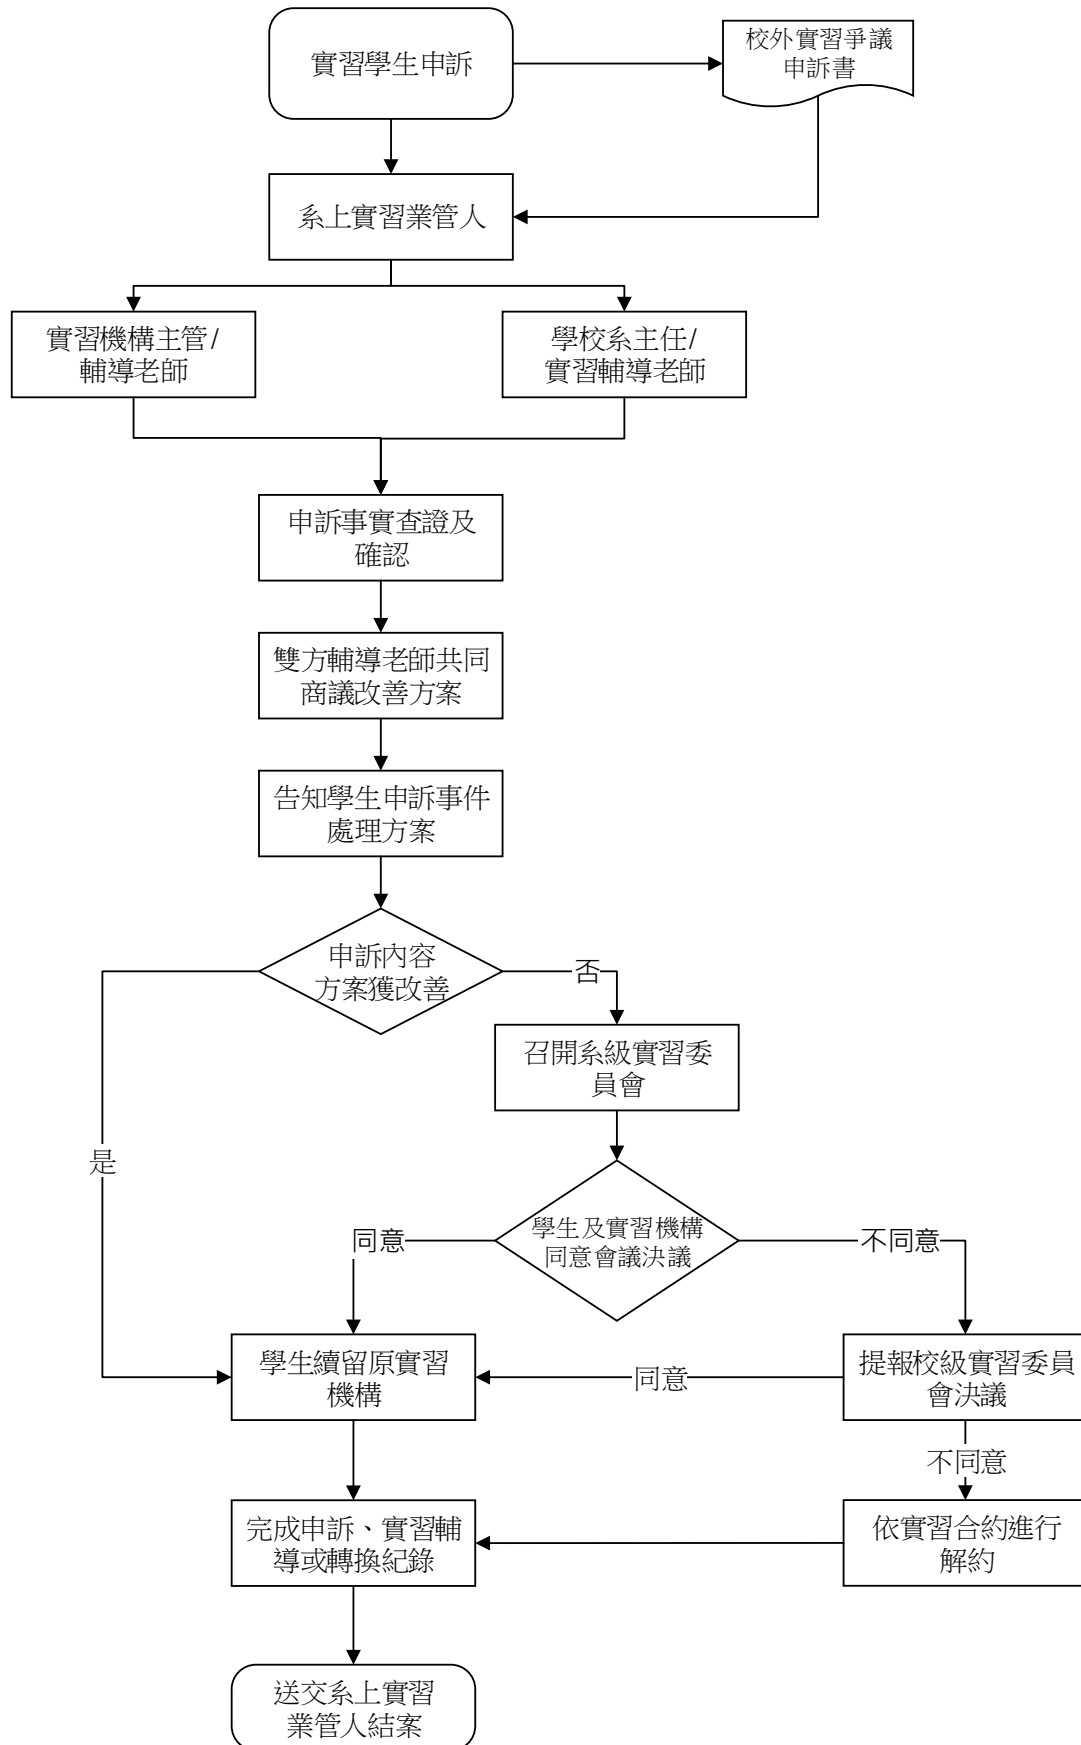 實習學生申訴
校外實習爭議
申訴書
系上實習業管人
實習機構主管/
輔導老師
學校系主任/
實習輔導老師
申訴事實查證及
確認
雙方輔導老師共同
商議改善方案
告知學生申訴事件
處理方案
申訴內容
方案獲改善
否
召開系級實習委
員會
是
學生及實習機構
同意會議決議
同意
不同意
學生續留原實習
機構
同意
提報校級實習委員
會決議
不同意
完成申訴、實習輔
導或轉換紀錄
依實習合約進行
解約
送交系上實習
業管人結案